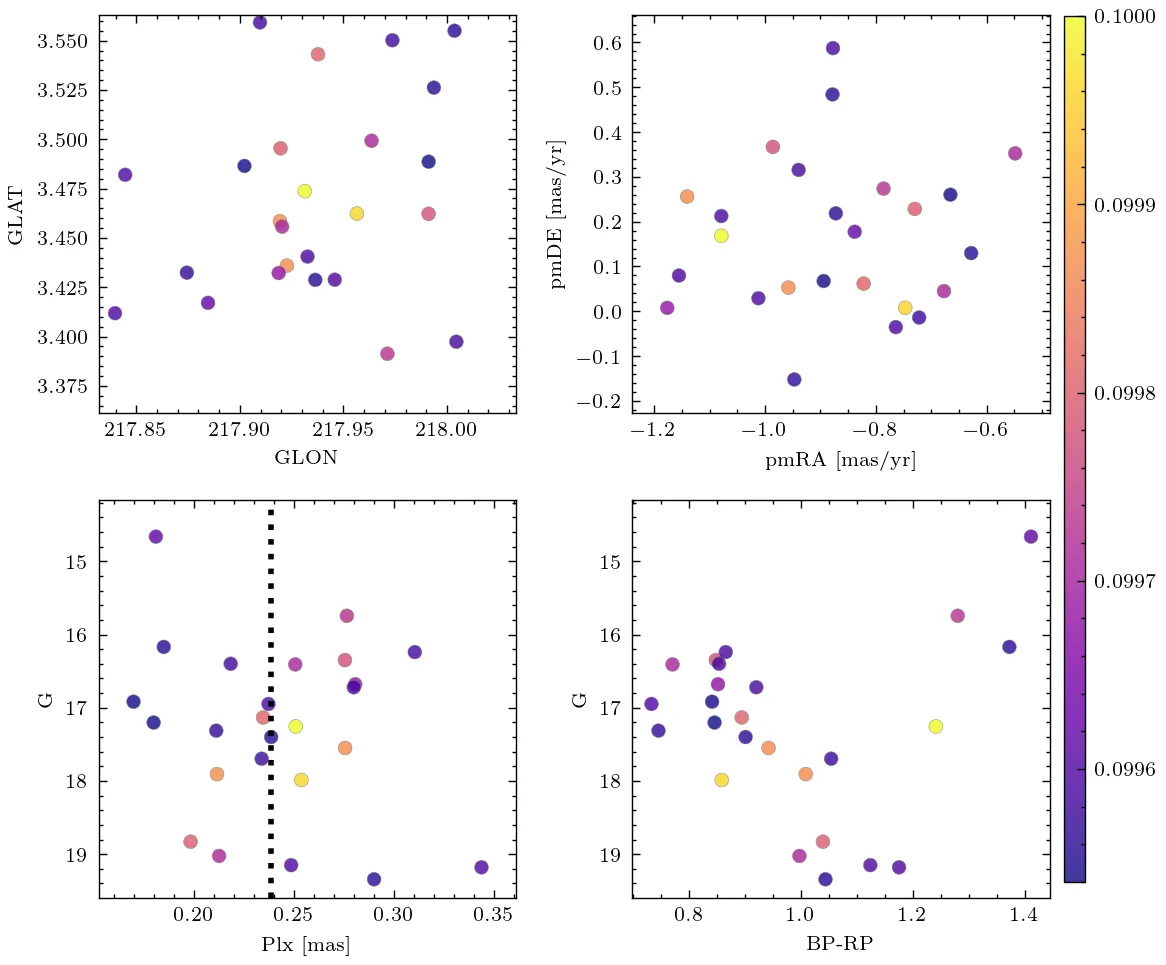 3.550
3.525
3.500
3.475
3.450
3.425
3.400
3.375
GLAT
217.85 217.90 217.95 218.00
GLON
0.6
0.5
0.4
0.3
0.2
0.1
0.0
−0.1
−0.2
pmDE [mas/yr]
−1.2 −1.0 −0.8 −0.6
pmRA [mas/yr]
0.1000
0.0999
0.0998
0.0997
0.0996
15
16
17
18
19
G
0.20 0.25 0.30 0.35
Plx [mas]
15
16
17
18
19
G
0.8 1.0 1.2 1.4
BP-RP